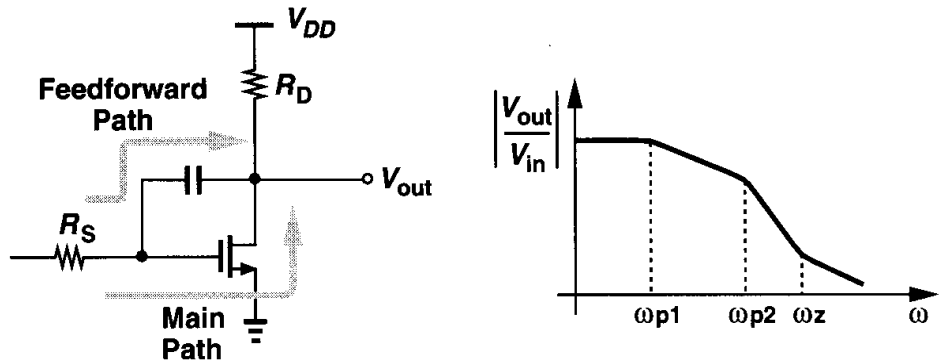 V_DD
R_D
Feedforward
Path
V_out
R_S
Main
Path
|V_out / V_in|
ωp1
ωp2
ωz
ω